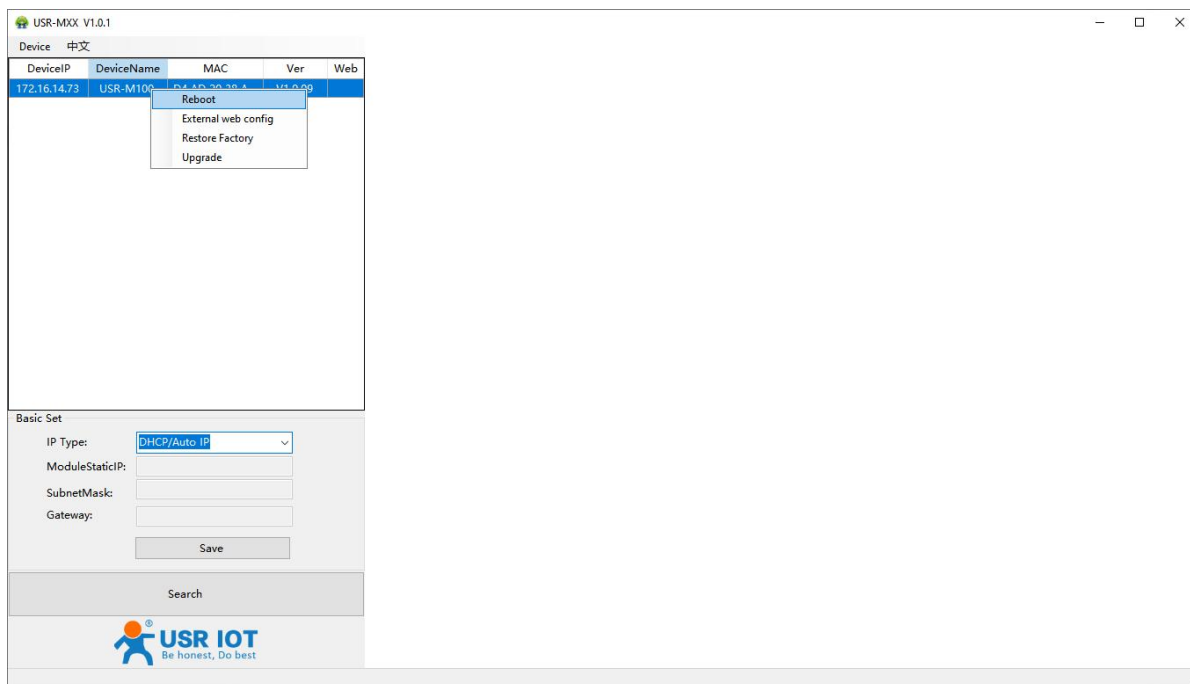 USR-MXX V1.0.1
Device 中文
DeviceIP DeviceName MAC Ver Web
172.16.14.73 USR-M100
Reboot
External web config
Restore Factory
Upgrade
Basic Set
IP Type: DHCP/Auto IP
ModuleStaticIP:
SubnetMask:
Gateway:
Save
Search
®
USR IOT
Be honest, Do best